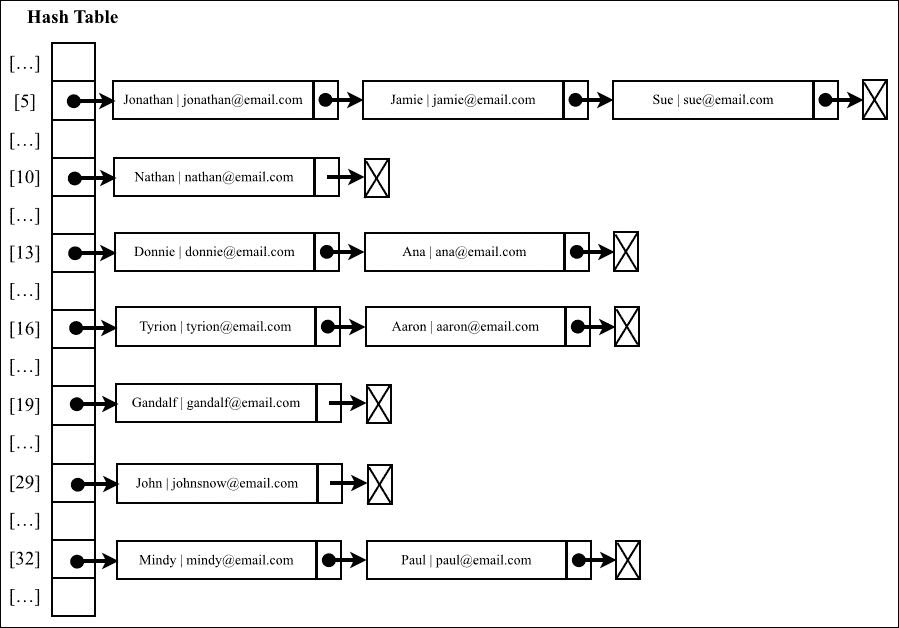 Hash Table
[…]
[5] Jonathan | jonathan@email.com Jamie | jamie@email.com Sue | sue@email.com
[…]
[10] Nathan | nathan@email.com
[…]
[13] Donnie | donnie@email.com Ana | ana@email.com
[…]
[16] Tyrion | tyrion@email.com Aaron | aaron@email.com
[…]
[19] Gandalf | gandalf@email.com
[…]
[29] John | johnsnow@email.com
[…]
[32] Mindy | mindy@email.com Paul | paul@email.com
[…]